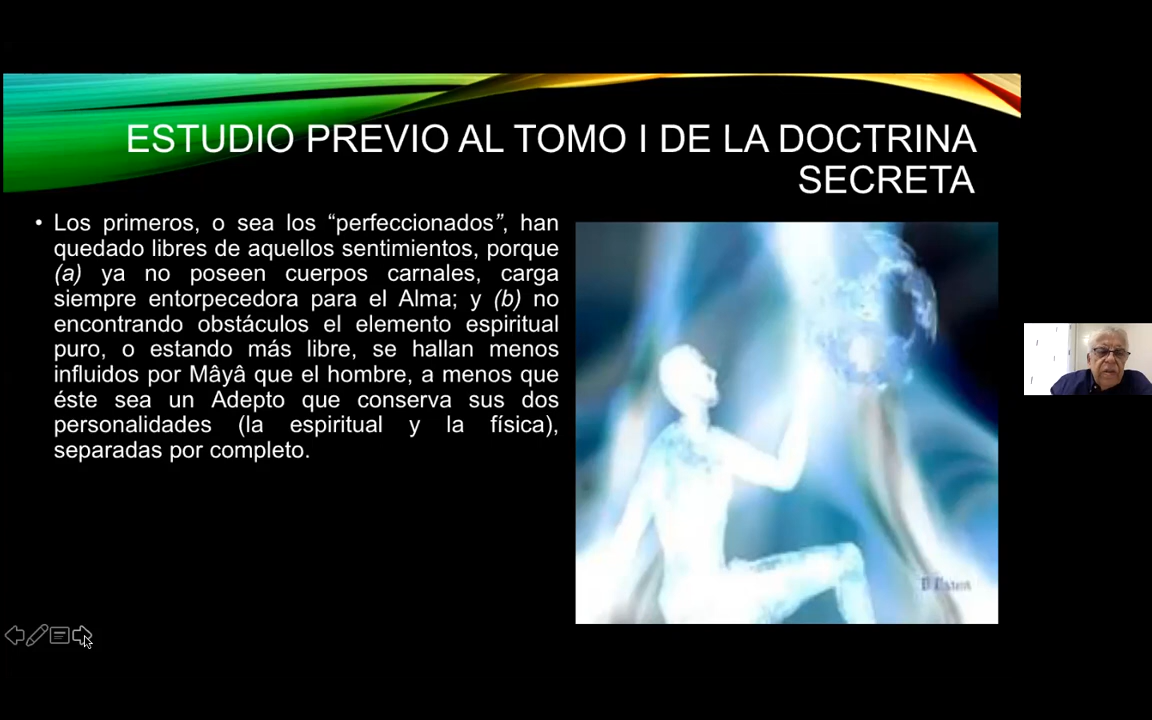 ESTUDIO PREVIO AL TOMO I DE LA DOCTRINA
SECRETA
• Los primeros, o sea los “perfeccionados”, han
quedado libres de aquellos sentimientos, porque
(a) ya no poseen cuerpos carnales, carga
siempre entorpecedora para el Alma; y (b) no
encontrando obstáculos el elemento espiritual
puro, o estando más libre, se hallan menos
influidos por Mâyâ que el hombre, a menos que
éste sea un Adepto que conserva sus dos
personalidades (la espiritual y la física),
separadas por completo.